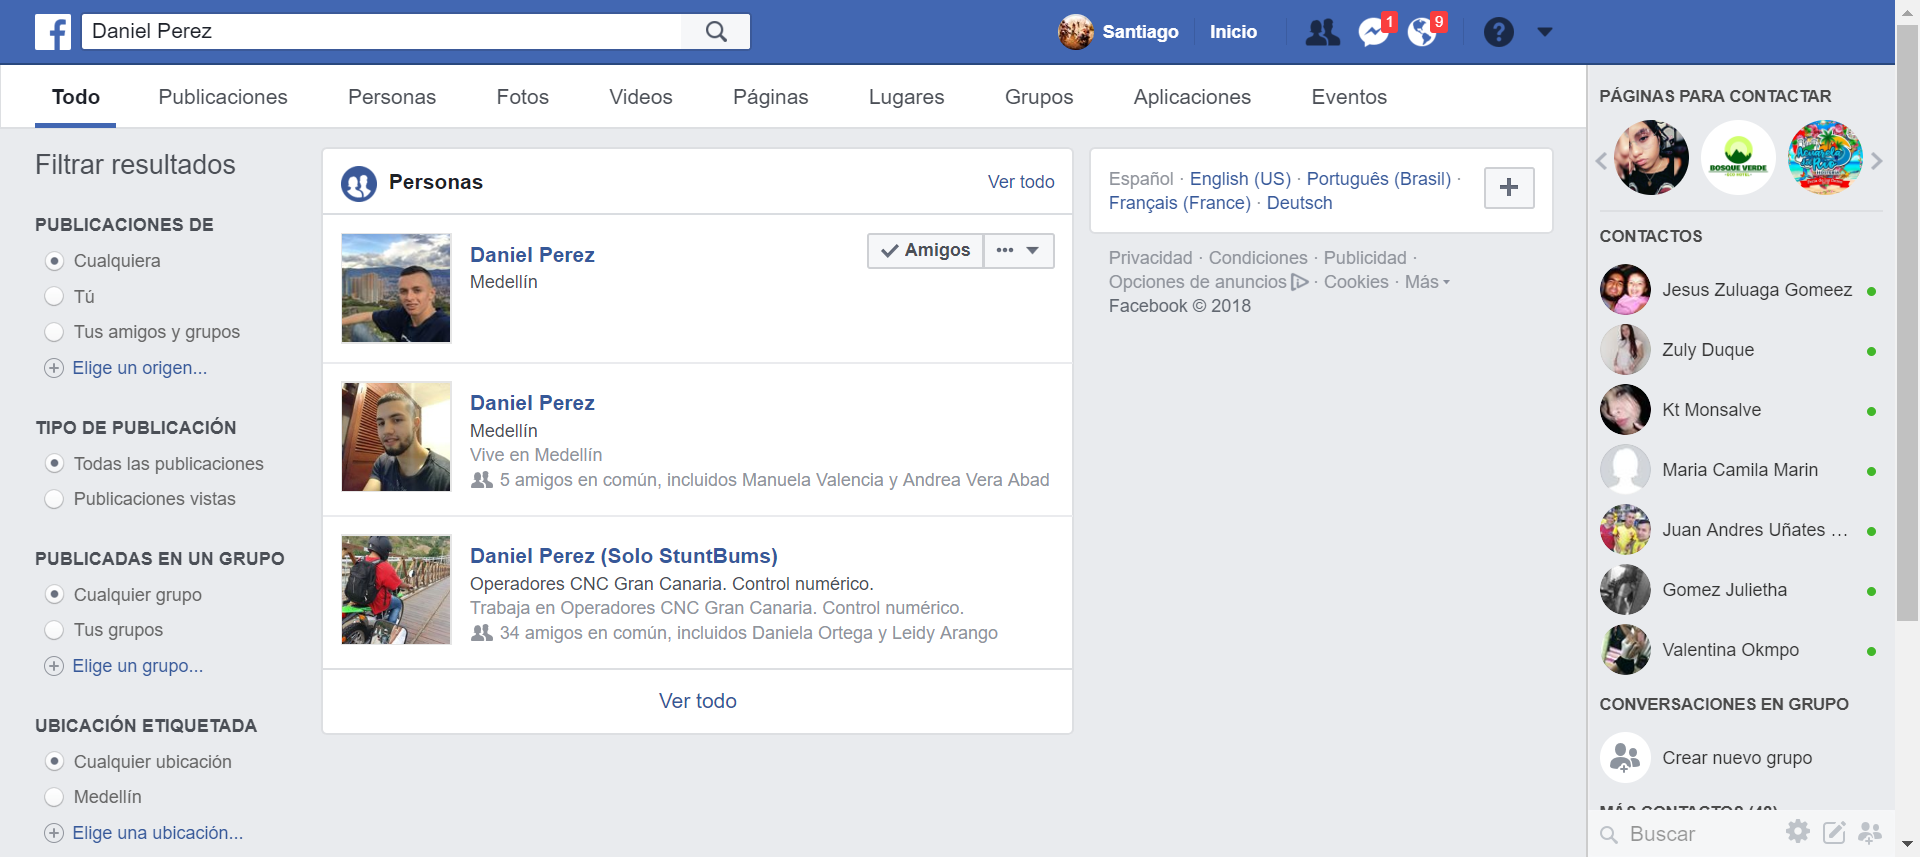 Daniel Perez
Santiago
Inicio
1
9
Todo
Publicaciones
Personas
Fotos
Videos
Páginas
Lugares
Grupos
Aplicaciones
Eventos
Filtrar resultados
PUBLICACIONES DE
Cualquiera
Tú
Tus amigos y grupos
Elige un origen...
TIPO DE PUBLICACIÓN
Todas las publicaciones
Publicaciones vistas
PUBLICADAS EN UN GRUPO
Cualquier grupo
Tus grupos
Elige un grupo...
UBICACIÓN ETIQUETADA
Cualquier ubicación
Medellín
Elige una ubicación...
Personas
Ver todo
Daniel Perez
Medellín
Amigos
Daniel Perez
Medellín
Vive en Medellín
5 amigos en común, incluidos Manuela Valencia y Andrea Vera Abad
Daniel Perez (Solo StuntBums)
Operadores CNC Gran Canaria. Control numérico.
Trabaja en Operadores CNC Gran Canaria. Control numérico.
34 amigos en común, incluidos Daniela Ortega y Leidy Arango
Ver todo
Español · English (US) · Português (Brasil) ·
Français (France) · Deutsch
Privacidad · Condiciones · Publicidad ·
Opciones de anuncios · Cookies · Más
Facebook © 2018
PÁGINAS PARA CONTACTAR
BOSQUE VERDE
CONTACTOS
Jesus Zuluaga Gomeez
Zuly Duque
Kt Monsalve
Maria Camila Marin
Juan Andres Uñates ...
Gomez Julietha
Valentina Okmpo
CONVERSACIONES EN GRUPO
Crear nuevo grupo
MÁS CONTACTOS (48)
Buscar